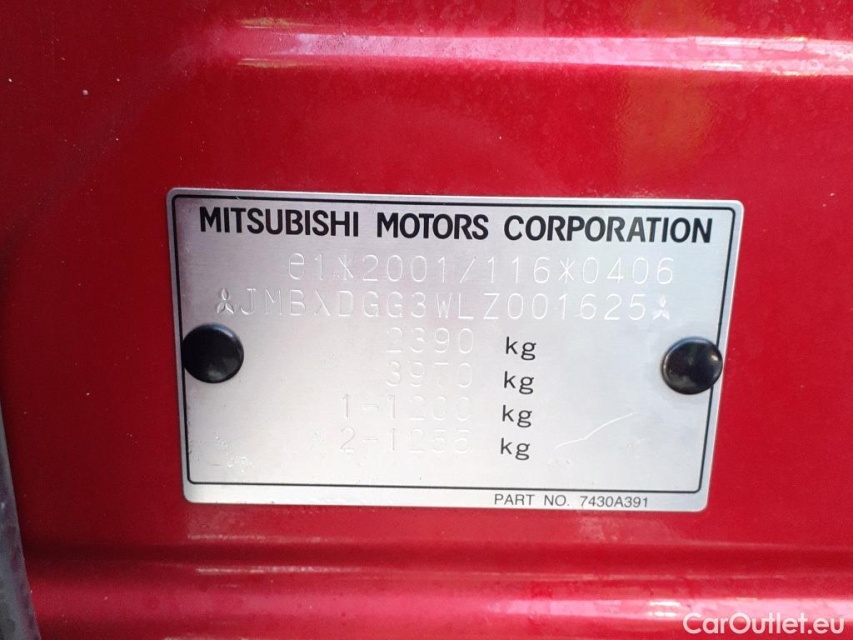 MITSUBISHI MOTORS CORPORATION
e1*2001/116*0406
JMBXDGG3WLZ001625
2390 kg
3970 kg
1-1200 kg
2-1255 kg
PART NO. 7430A391
CarOutlet.eu